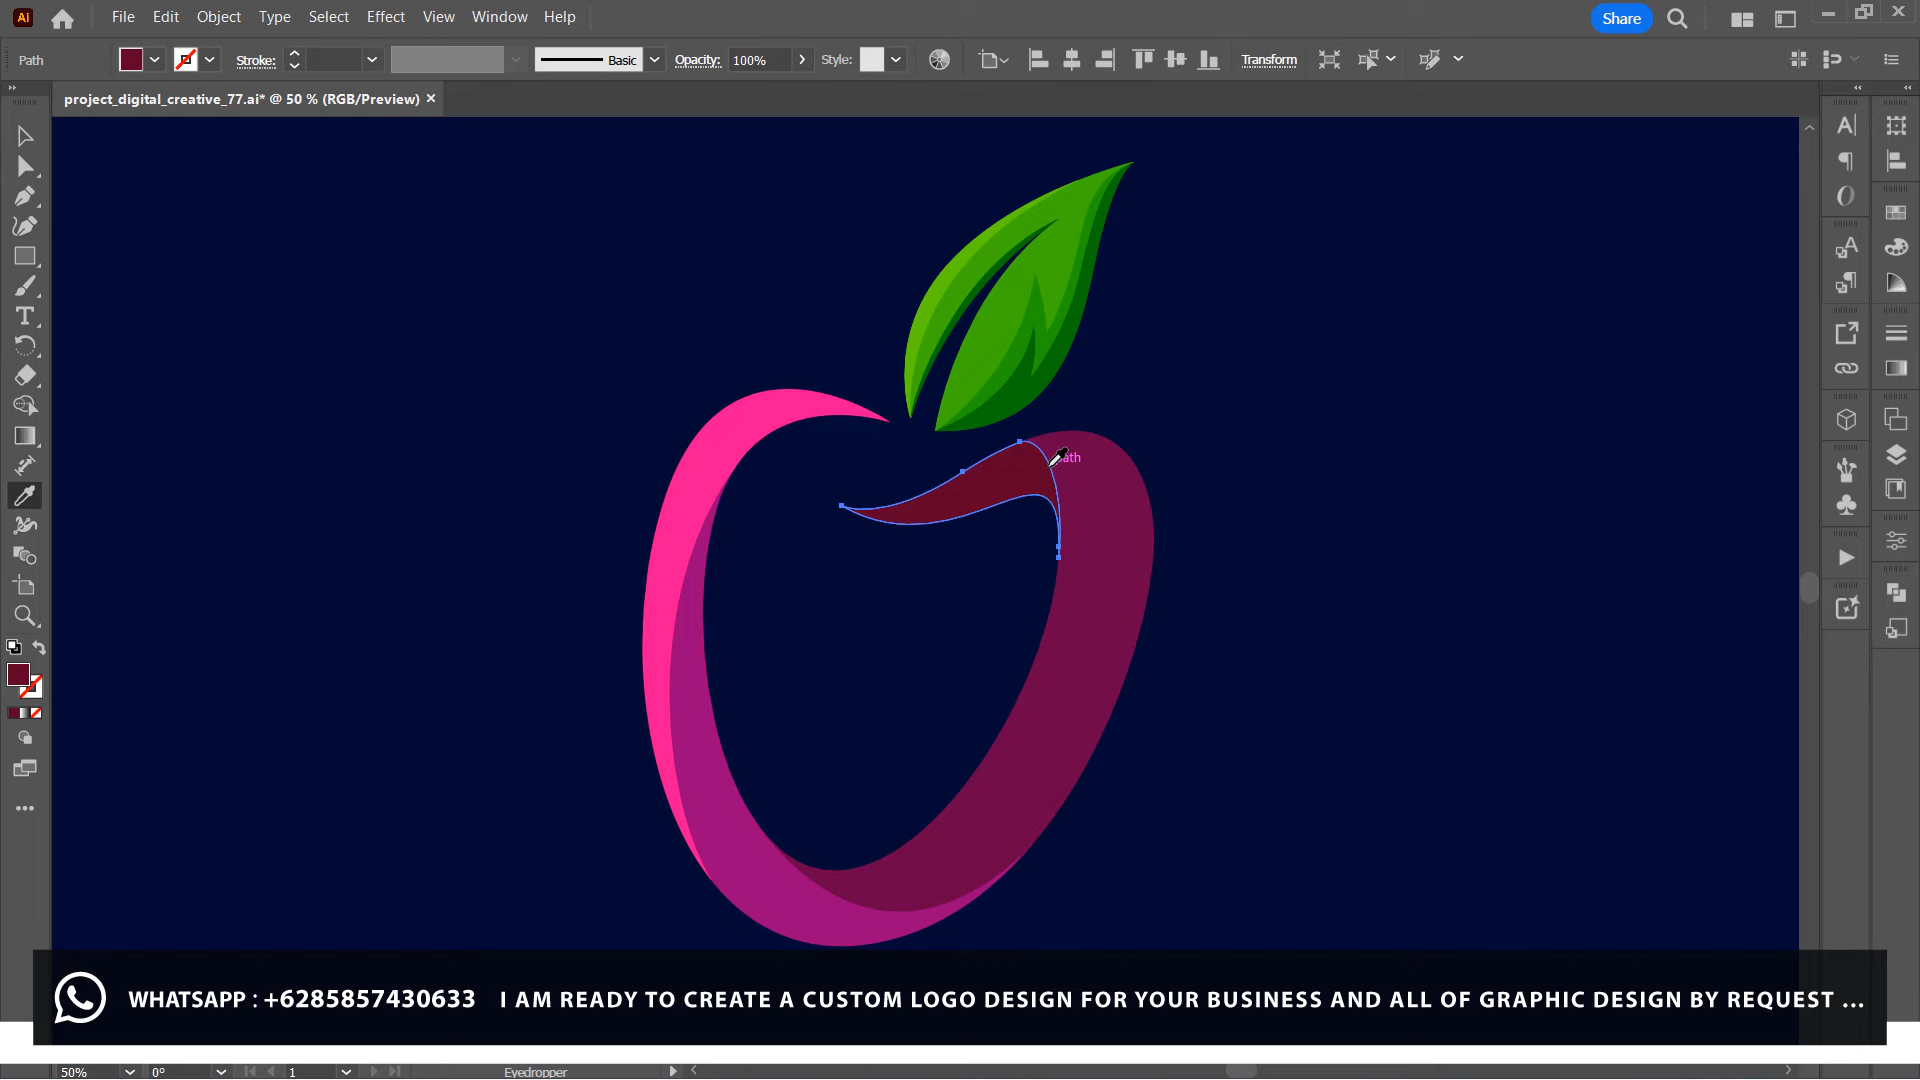 Ai File Edit Object Type Select Effect View Window Help Share
Path Stroke: Basic Opacity: 100% Style: Transform
project_digital_creative_77.ai* @ 50 % (RGB/Preview)
WHATSAPP : +6285857430633 I AM READY TO CREATE A CUSTOM LOGO DESIGN FOR YOUR BUSINESS AND ALL OF GRAPHIC DESIGN BY REQUEST ...
50% 0° 1 Eyedropper